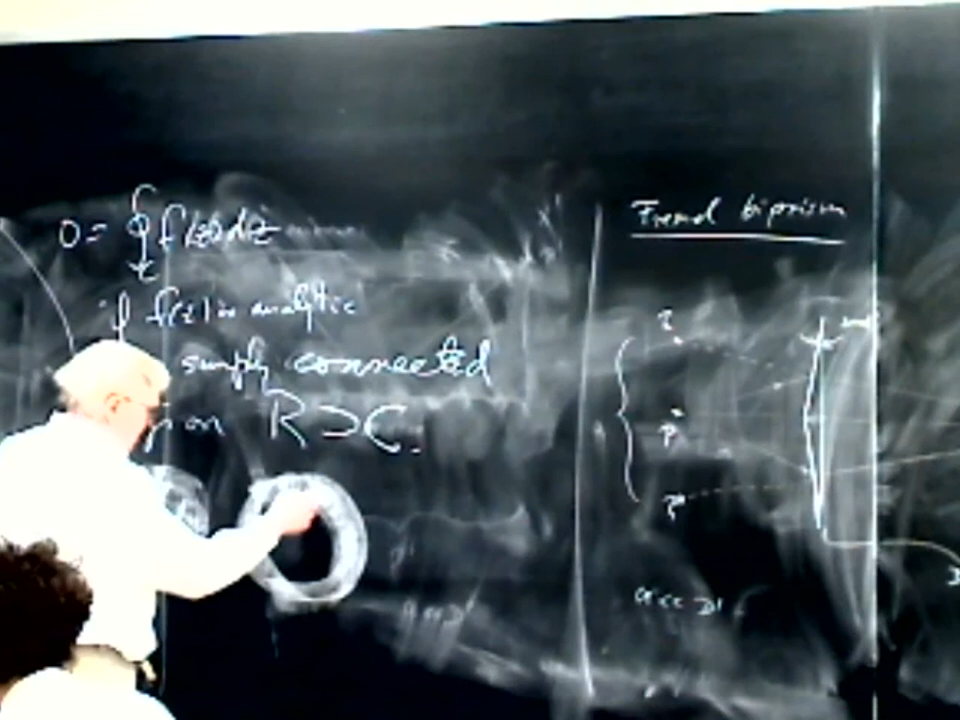 0 = ∮ f(z) dz
C
if f(z) is analytic
simply connected
on R ⊃ C.
Fresnel biprism
P
α << D'